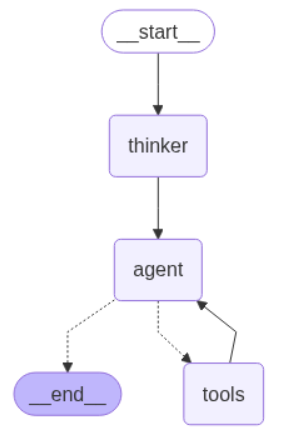 __start__
thinker
agent
__end__
tools